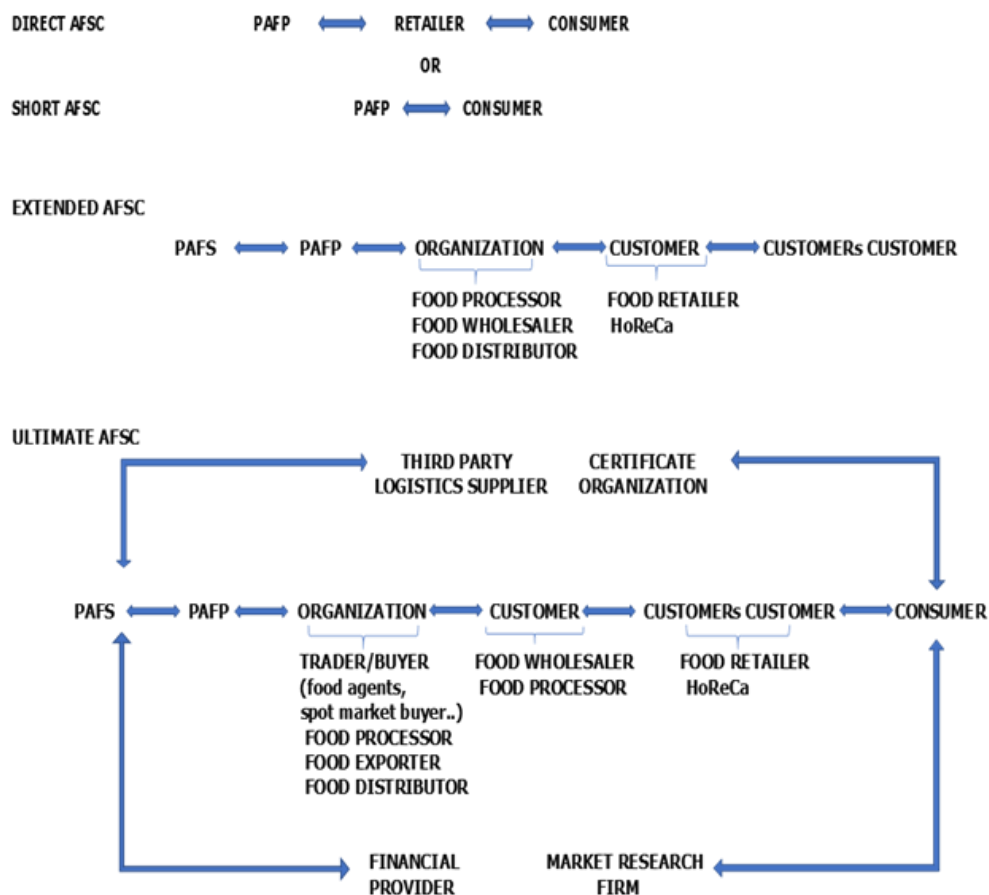 DIRECT AFSC PAFP RETAILER CONSUMER
OR
SHORT AFSC PAFP CONSUMER
EXTENDED AFSC
PAFS PAFP ORGANIZATION CUSTOMER CUSTOMERs CUSTOMER
FOOD PROCESSOR FOOD RETAILER
FOOD WHOLESALER HoReCa
FOOD DISTRIBUTOR
ULTIMATE AFSC
THIRD PARTY CERTIFICATE
LOGISTICS SUPPLIER ORGANIZATION
PAFS PAFP ORGANIZATION CUSTOMER CUSTOMERs CUSTOMER CONSUMER
TRADER/BUYER FOOD WHOLESALER FOOD RETAILER
(food agents, FOOD PROCESSOR HoReCa
spot market buyer..)
FOOD PROCESSOR
FOOD EXPORTER
FOOD DISTRIBUTOR
FINANCIAL MARKET RESEARCH
PROVIDER FIRM